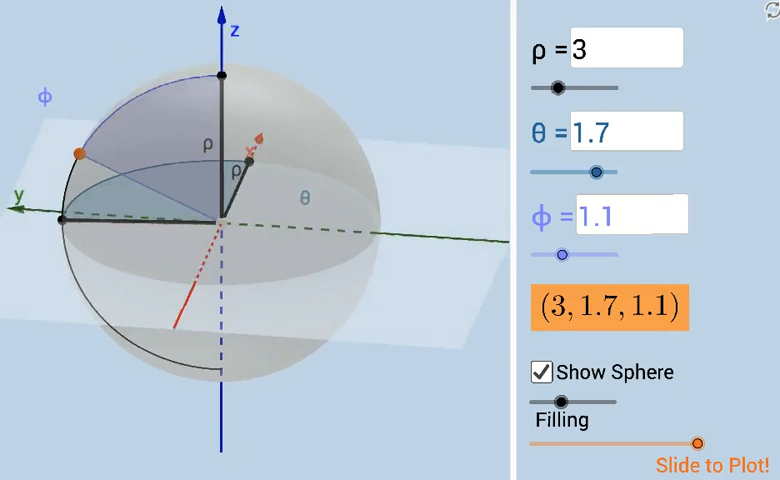 z
ϕ
ρ
x
ρ
θ
y
ρ = 3
θ = 1.7
ϕ = 1.1
(3, 1.7, 1.1)
Show Sphere
Filling
Slide to Plot!